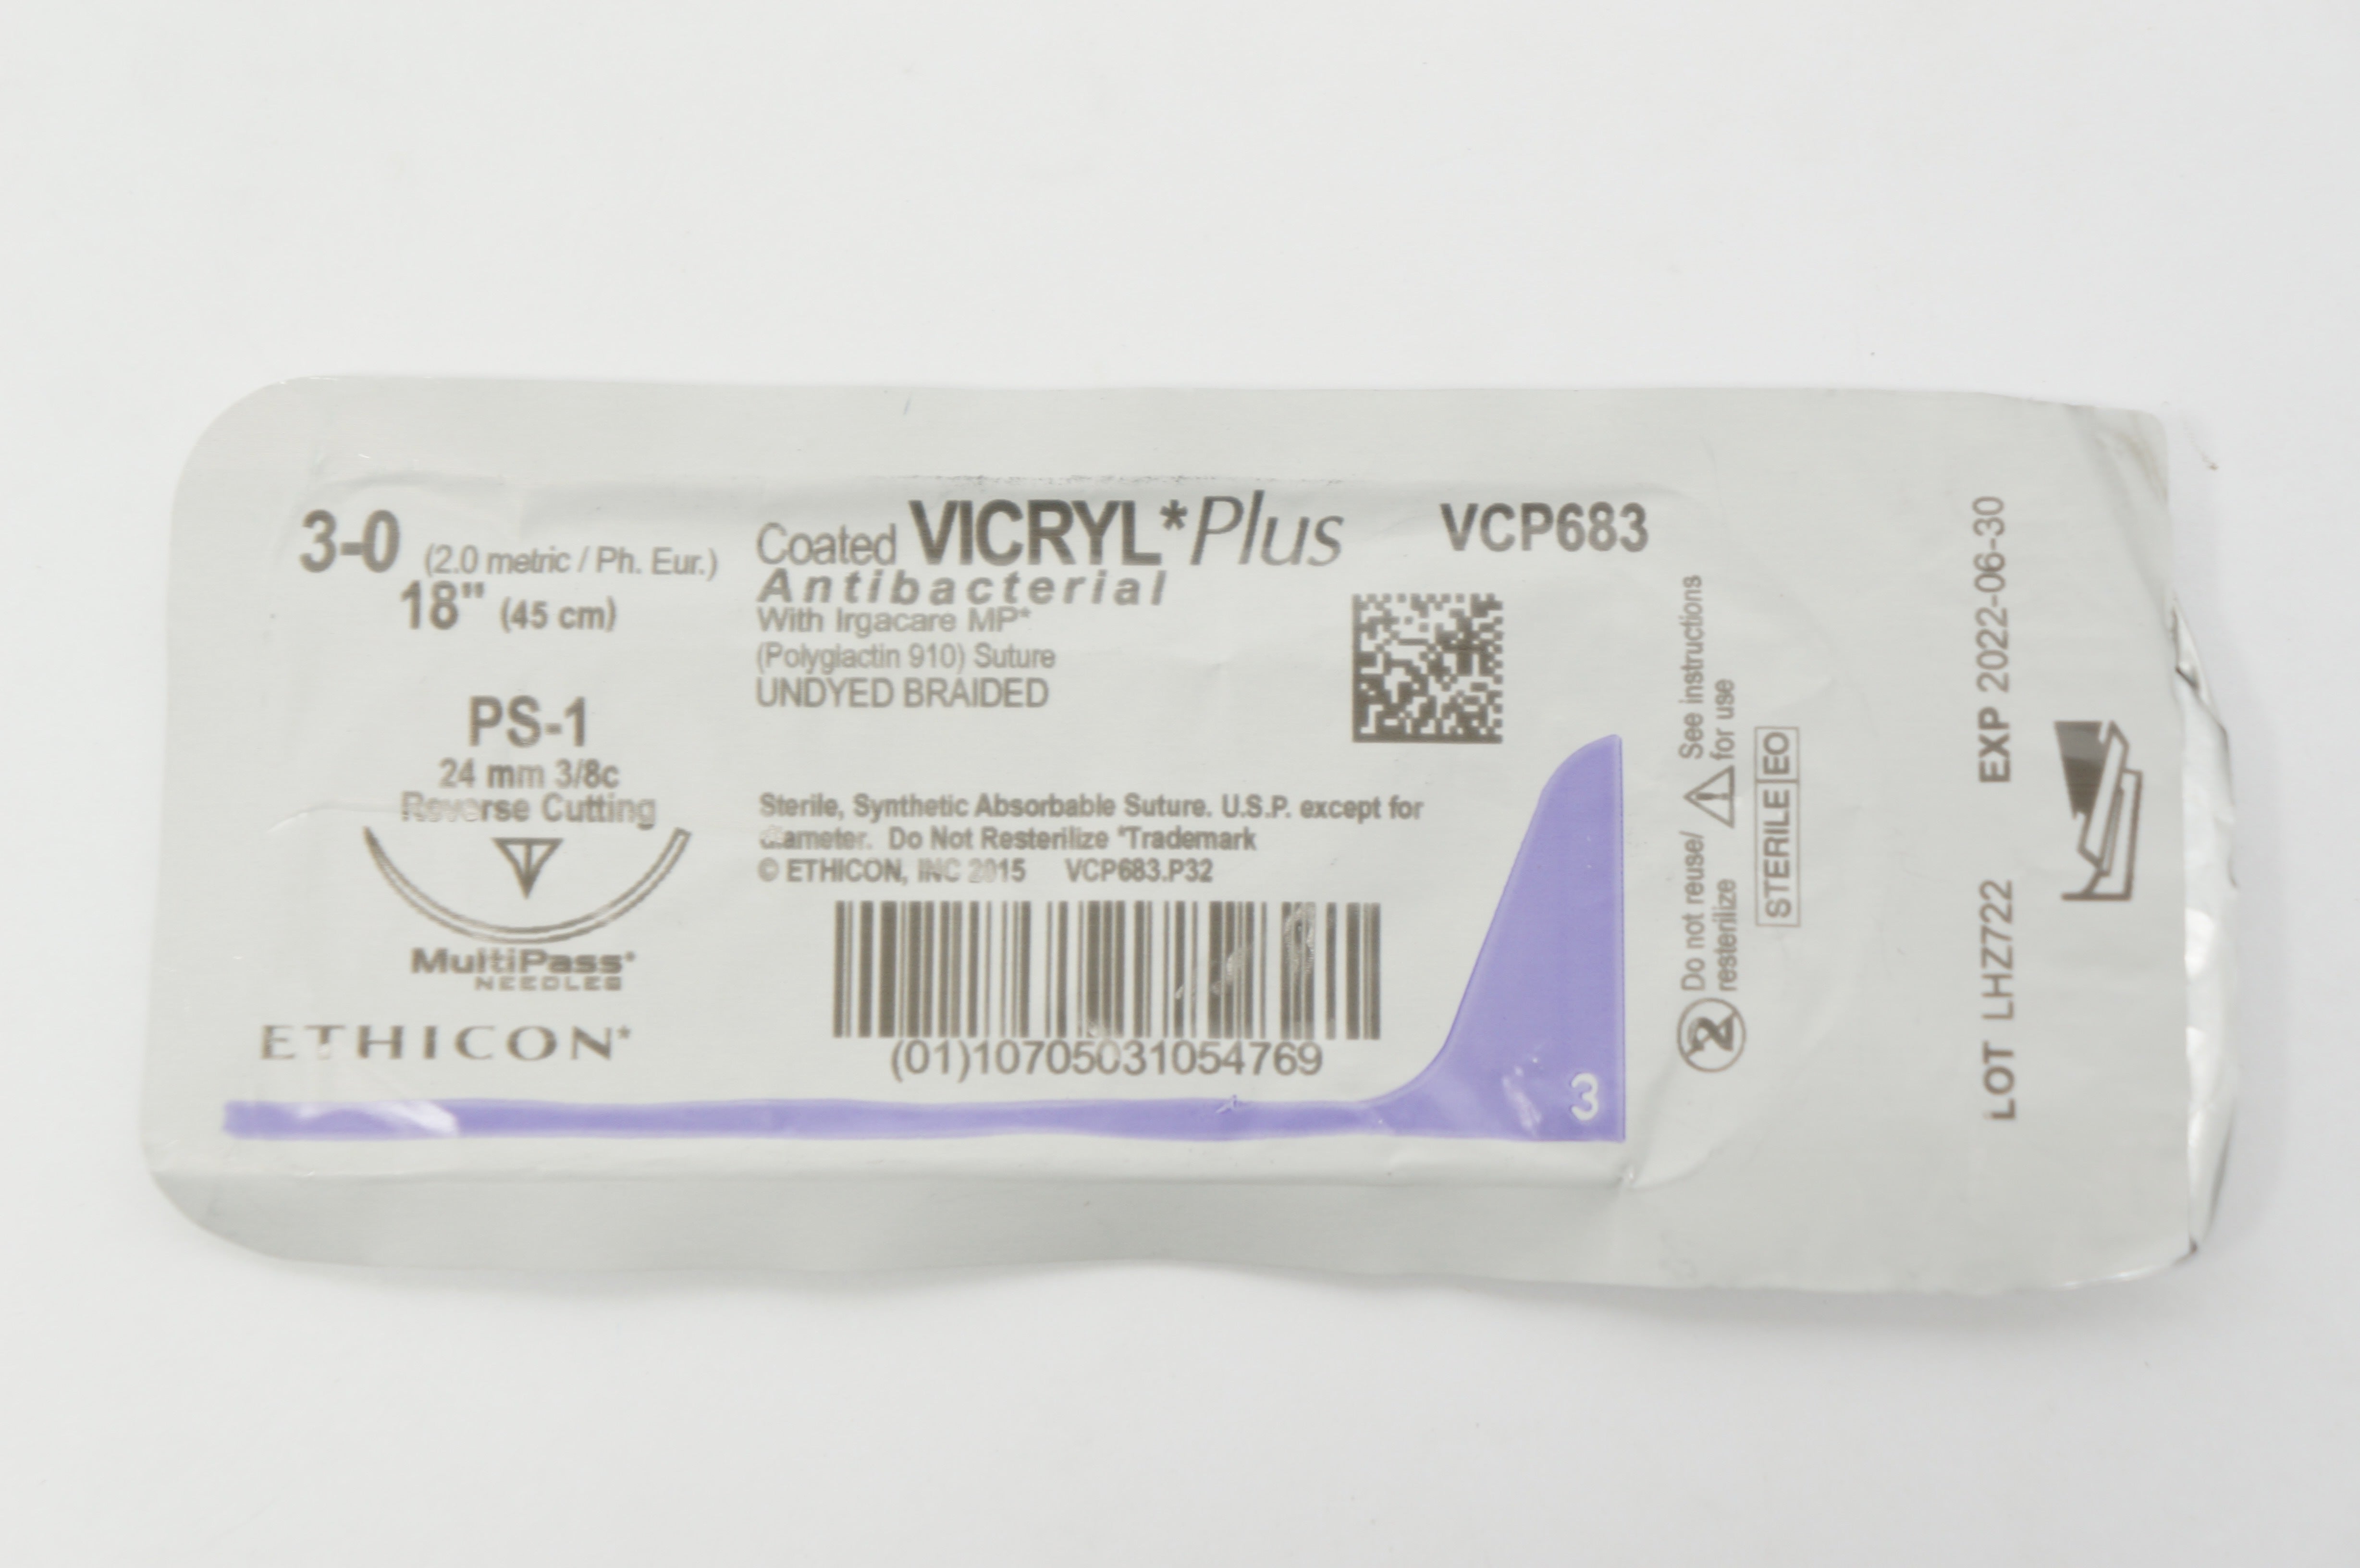 3-0 (2.0 metric / Ph. Eur.)
18" (45 cm)
PS-1
24 mm 3/8c
Reverse Cutting
MultiPass*
NEEDLES
ETHICON*
Coated VICRYL* Plus
Antibacterial
With Irgacare MP*
(Polyglactin 910) Suture
UNDYED BRAIDED
VCP683
Sterile, Synthetic Absorbable Suture. U.S.P. except for
diameter. Do Not Resterilize *Trademark
© ETHICON, INC 2015 VCP683.P32
(01)10705031054769
3
2 Do not reuse/
resterilize
See instructions
for use
STERILE EO
LOT LHZ722 EXP 2022-06-30